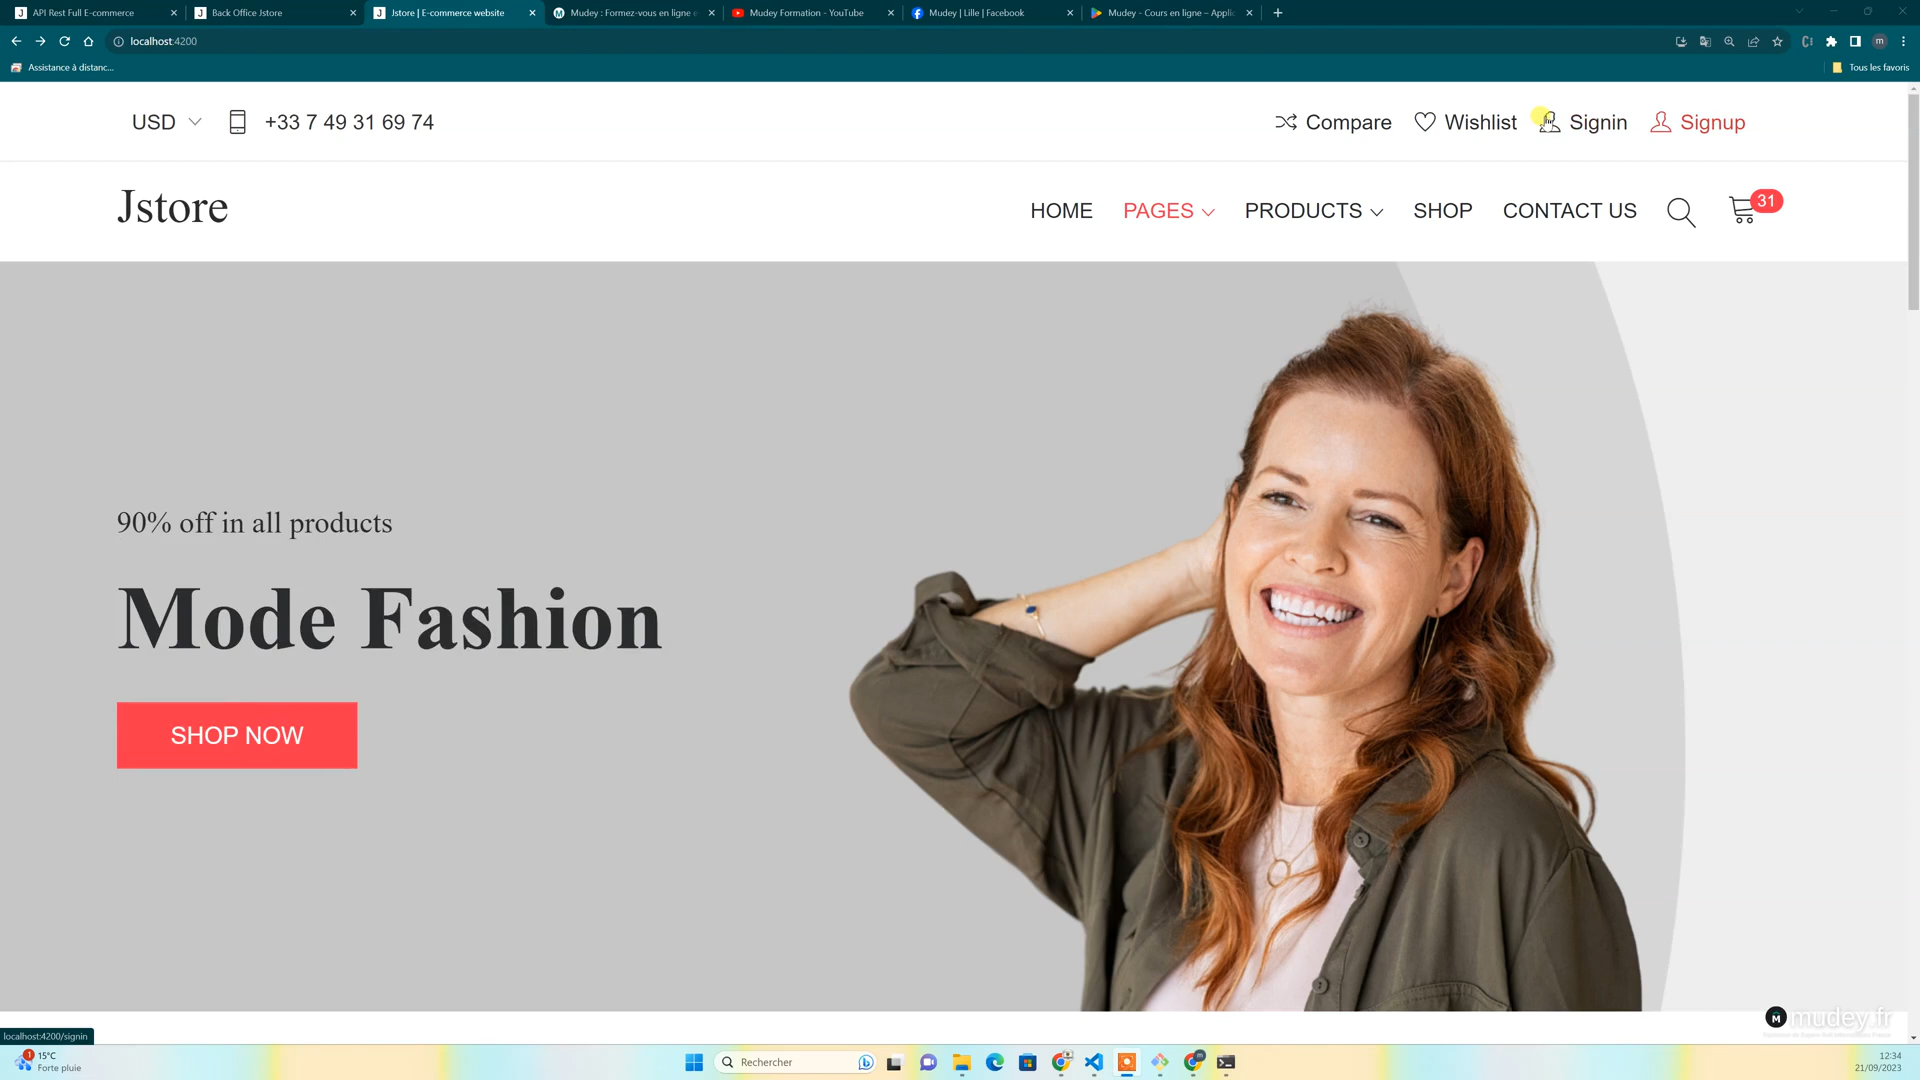 API Rest Full E-commerce
Back Office Jstore
Jstore | E-commerce website
Mudey : Formez-vous en ligne e
Mudey Formation - YouTube
Mudey | Lille | Facebook
Mudey - Cours en ligne – Applic
localhost:4200
Assistance à distanc...
Tous les favoris
USD
+33 7 49 31 69 74
Compare
Wishlist
Signin
Signup
Jstore
HOME
PAGES
PRODUCTS
SHOP
CONTACT US
31
90% off in all products
Mode Fashion
SHOP NOW
mudey.fr
localhost:4200/signin
1
15°C
Forte pluie
Rechercher
12:34
21/09/2023